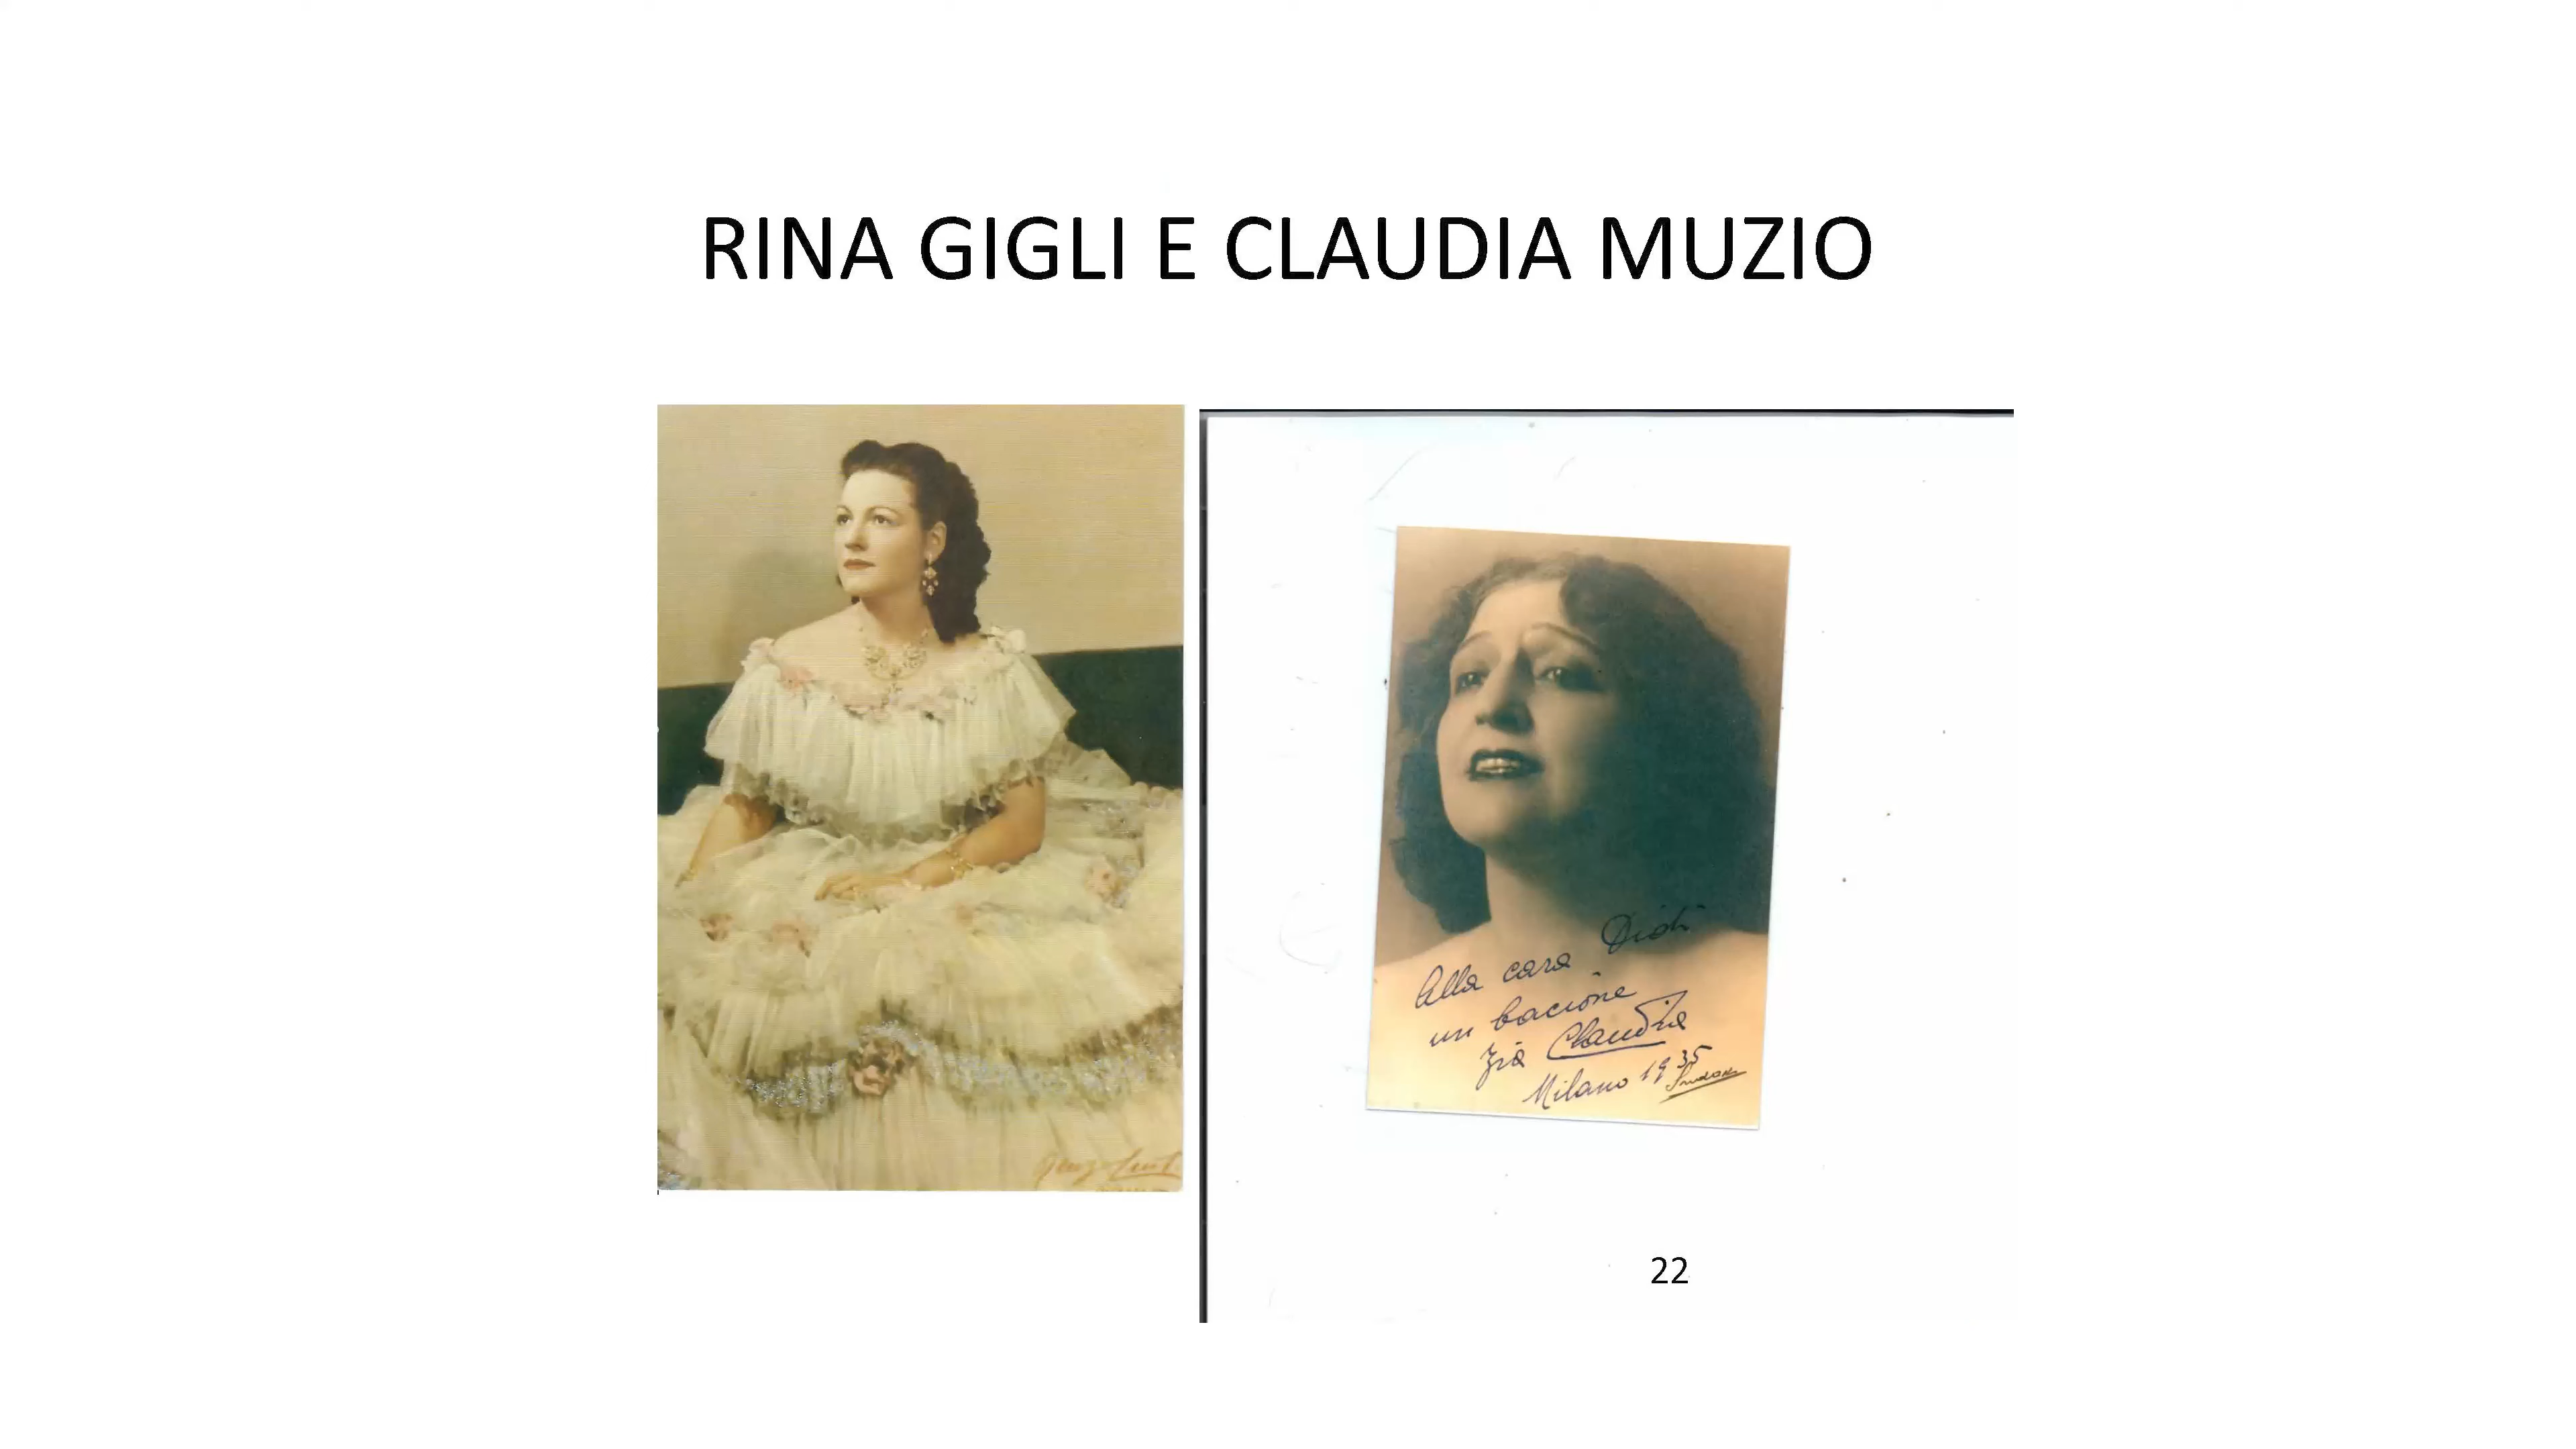 RINA GIGLI E CLAUDIA MUZIO
Alla cara Didi
un bacione
zia Claudia
Milano 1935
22